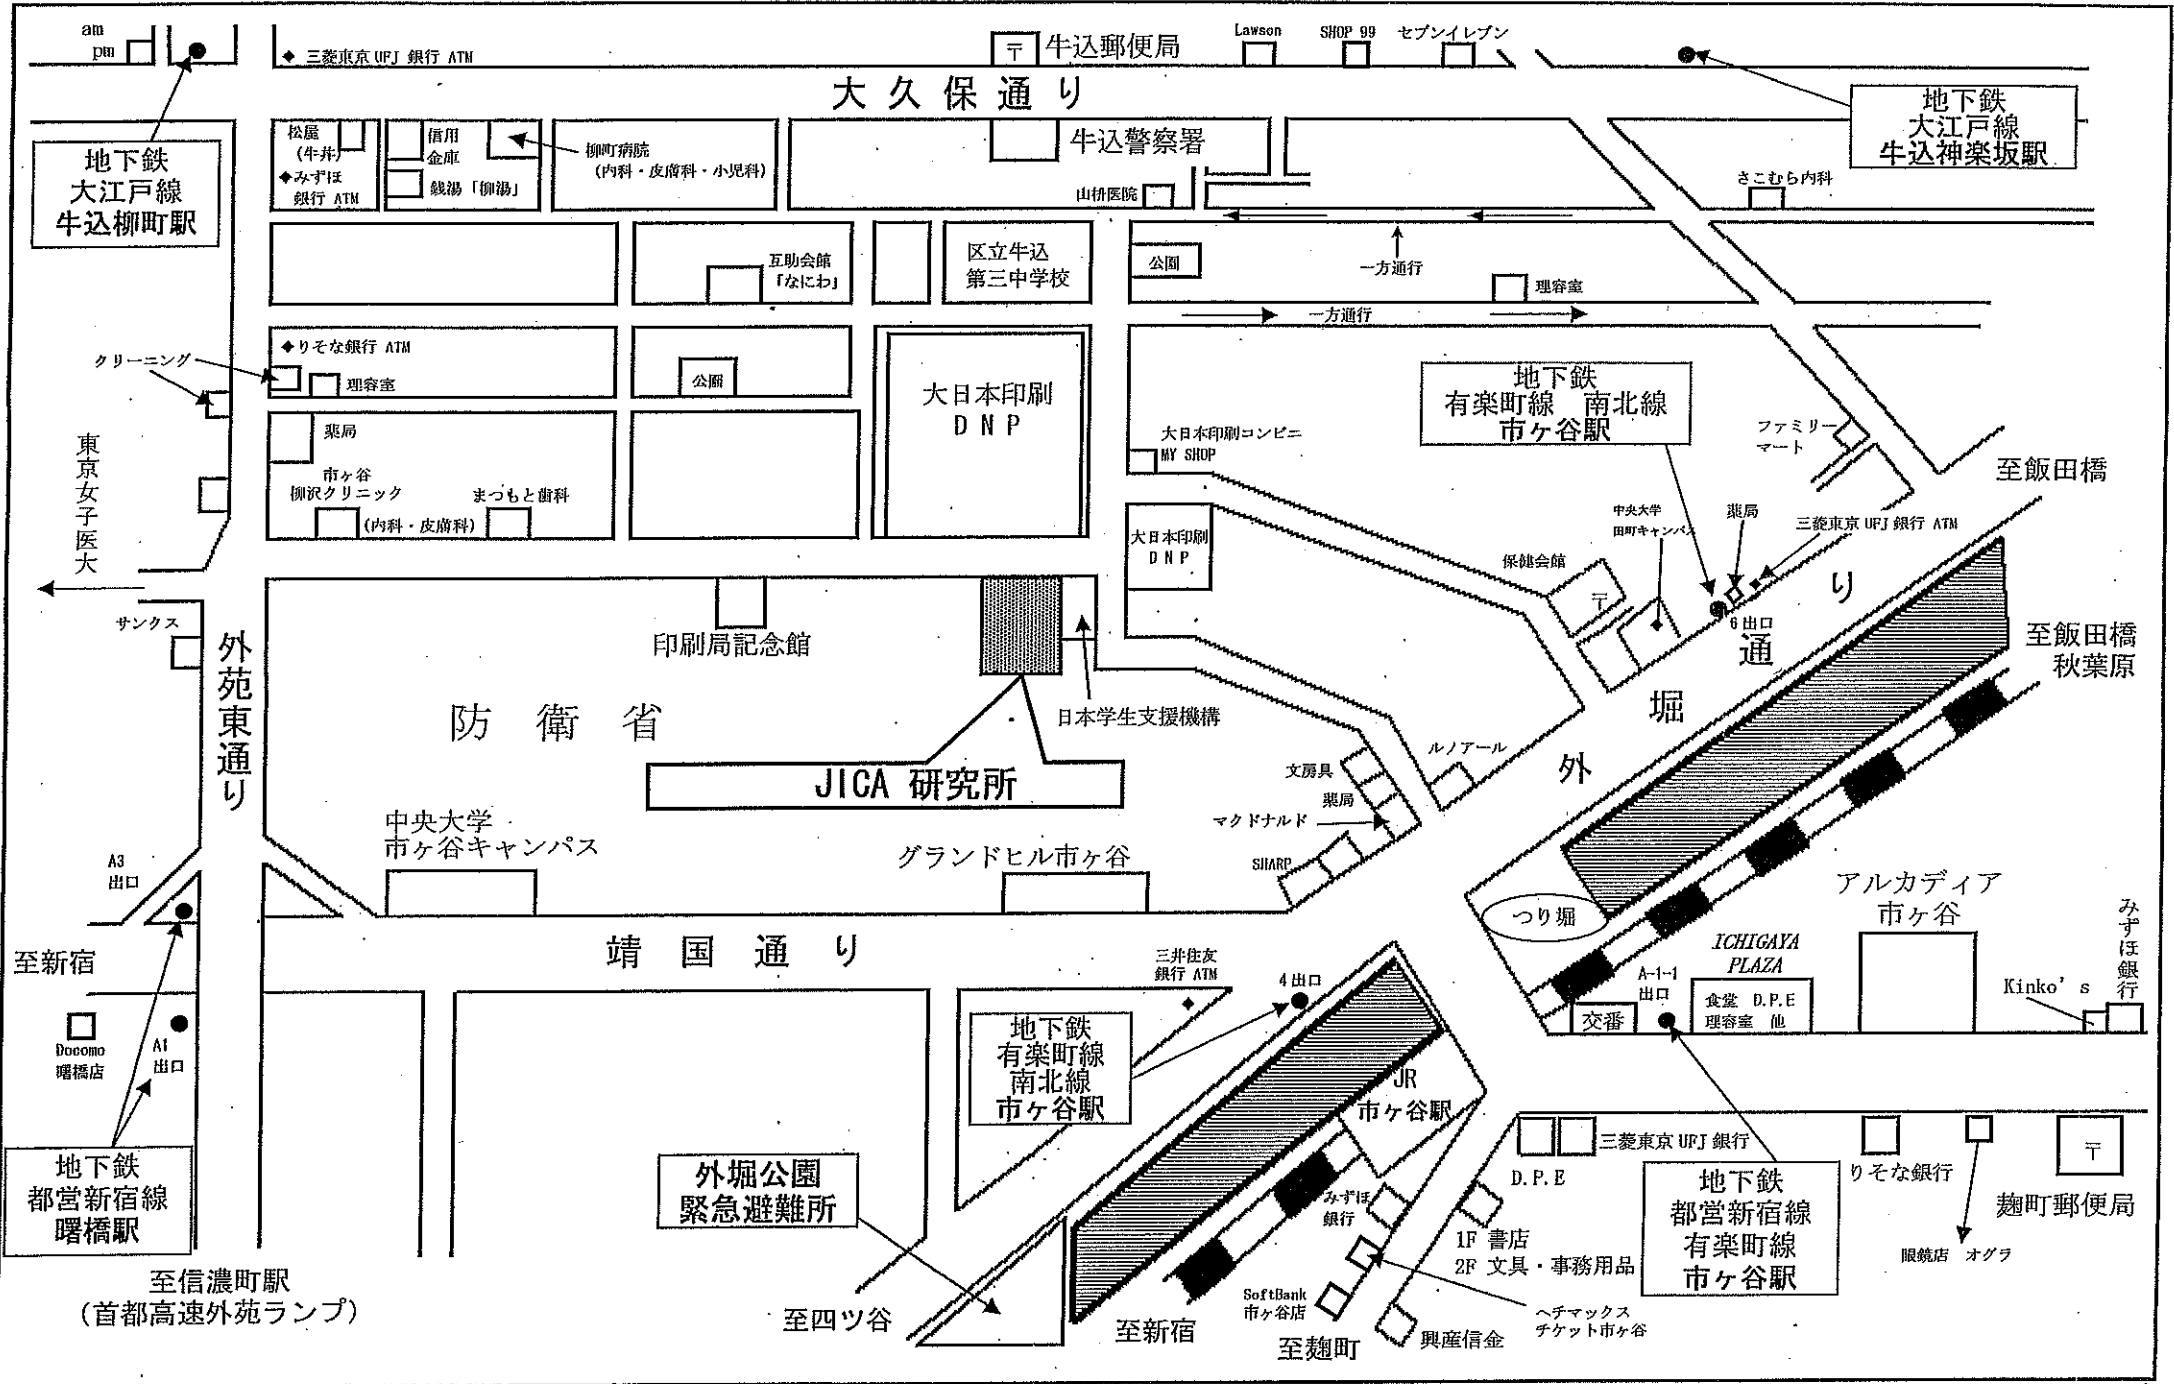 am
pm
三菱東京 UFJ 銀行 ATM
〒
牛込郵便局
Lawson
SHOP 99
セブンイレブン
大久保通り
地下鉄
大江戸線
牛込神楽坂駅
地下鉄
大江戸線
牛込柳町駅
松屋
(牛丼)
みずほ
銀行 ATM
信用
金庫
銭湯「柳湯」
柳町病院
(内科・皮膚科・小児科)
牛込警察署
さこむら内科
互助会館
「なにわ」
区立牛込
第三中学校
公園
一方通行
理容室
一方通行
クリーニング
りそな銀行 ATM
理容室
公園
大日本印刷
DNP
地下鉄
有楽町線 南北線
市ヶ谷駅
ファミリー
マート
大日本印刷コンビニ
MY SHOP
東京女子医大
薬局
市ヶ谷
柳沢クリニック
(内科・皮膚科)
まつもと歯科
至飯田橋
中央大学
田町キャンパス
薬局
三菱東京 UFJ 銀行 ATM
大日本印刷
DNP
保健会館
〒
6出口
サンクス
印刷局記念館
至飯田橋
秋葉原
外苑東通り
防衛省
日本学生支援機構
外堀通り
ルノアール
文房具
薬局
マクドナルド
SHARP
JICA 研究所
中央大学
市ヶ谷キャンパス
グランドヒル市ヶ谷
A3
出口
つり堀
アルカディア
市ヶ谷
みずほ銀行
ICHIGAYA
PLAZA
A-1-1
出口
食堂 D.P.E
理容室 他
交番
Kinko's
至新宿
靖国通り
三井住友
銀行 ATM
4出口
Docomo
曙橋店
A1
出口
地下鉄
有楽町線
南北線
市ヶ谷駅
JR
市ヶ谷駅
三菱東京 UFJ 銀行
D.P.E
りそな銀行
〒
麹町郵便局
眼鏡店 オグラ
地下鉄
都営新宿線
曙橋駅
外堀公園
緊急避難所
みずほ
銀行
1F 書店
2F 文具・事務用品
地下鉄
都営新宿線
有楽町線
市ヶ谷駅
至信濃町駅
(首都高速外苑ランプ)
至四ツ谷
至新宿
SoftBank
市ヶ谷店
至麹町
ヘチマックス
チケット市ヶ谷
興産信金